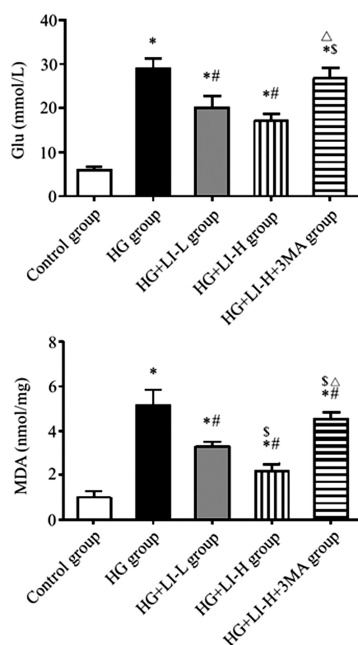 Glu (mmol/L)
40
30
20
10
0
*
*#
*#
△
*$
Control group
HG group
HG+LI-L group
HG+LI-H group
HG+LI-H+3MA group
MDA (nmol/mg)
8
6
4
2
0
*
*#
$
*#
$△
*#
Control group
HG group
HG+LI-L group
HG+LI-H group
HG+LI-H+3MA group